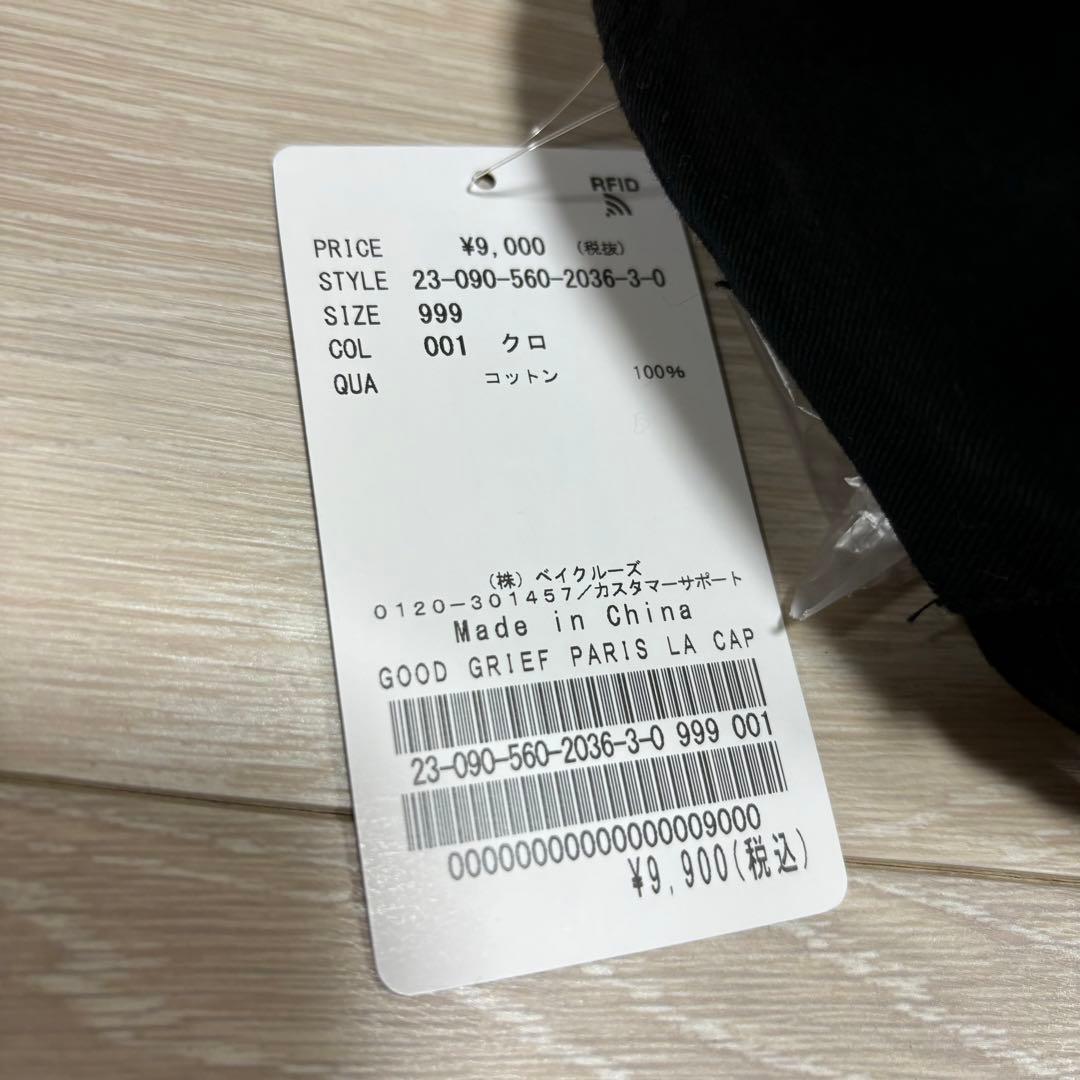 RFID
PRICE ¥9,000 (税抜)
STYLE 23-090-560-2036-3-0
SIZE 999
COL 001 クロ
QUA コットン 100%
(株) ベイクルーズ
0120-301457/カスタマーサポート
Made in China
GOOD GRIEF PARIS LA CAP
23-090-560-2036-3-0 999 001
00000000000000009000
¥9,900(税込)